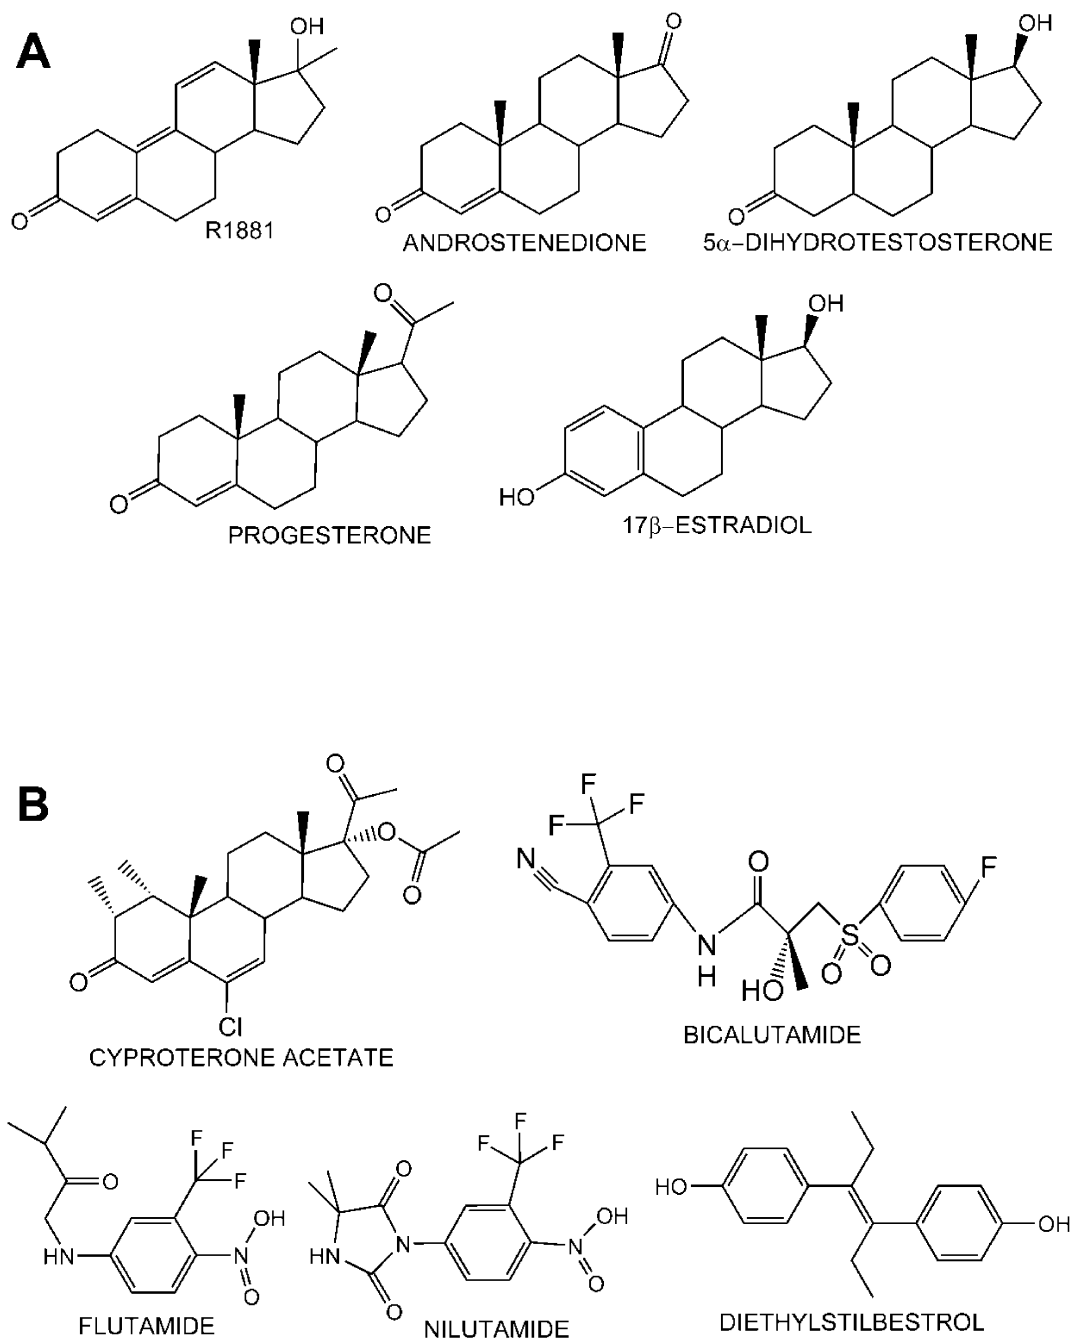 A
OH
O
R1881
O
O
ANDROSTENEDIONE
OH
O
5α–DIHYDROTESTOSTERONE
O
O
PROGESTERONE
OH
HO
17β–ESTRADIOL
B
O
O
O
O
Cl
CYPROTERONE ACETATE
F
F
F
N
O
N
H
HO
S
O
O
F
BICALUTAMIDE
F
F
F
O
HN
N
OH
O
FLUTAMIDE
F
F
F
O
HN
N
O
N
OH
O
NILUTAMIDE
HO
OH
DIETHYLSTILBESTROL